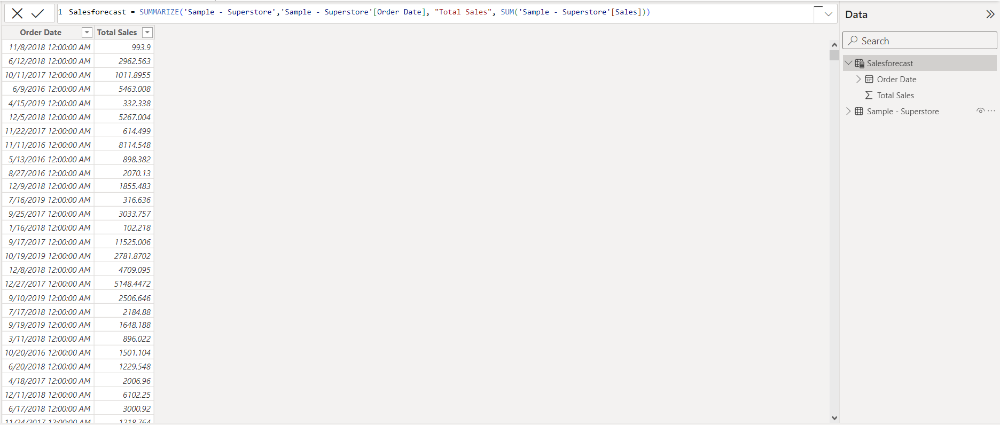 1 Salesforecast = SUMMARIZE('Sample - Superstore','Sample - Superstore'[Order Date], "Total Sales", SUM('Sample - Superstore'[Sales]))
Order Date Total Sales
11/8/2018 12:00:00 AM 993.9
6/12/2018 12:00:00 AM 2962.563
10/11/2017 12:00:00 AM 1011.8955
6/9/2016 12:00:00 AM 5463.008
4/15/2019 12:00:00 AM 332.338
12/5/2018 12:00:00 AM 5267.004
11/22/2017 12:00:00 AM 614.499
11/11/2016 12:00:00 AM 8114.548
5/13/2016 12:00:00 AM 898.382
8/27/2016 12:00:00 AM 2070.13
12/9/2018 12:00:00 AM 1855.483
7/16/2019 12:00:00 AM 316.636
9/25/2017 12:00:00 AM 3033.757
1/16/2018 12:00:00 AM 102.218
9/17/2017 12:00:00 AM 11525.006
10/19/2019 12:00:00 AM 2781.8702
12/8/2018 12:00:00 AM 4709.095
12/27/2017 12:00:00 AM 5148.4472
9/10/2019 12:00:00 AM 2506.646
7/17/2018 12:00:00 AM 2184.88
9/19/2019 12:00:00 AM 1648.188
3/11/2018 12:00:00 AM 896.022
10/20/2016 12:00:00 AM 1501.104
6/20/2018 12:00:00 AM 1229.548
4/18/2017 12:00:00 AM 2006.96
12/11/2018 12:00:00 AM 6102.25
6/17/2018 12:00:00 AM 3000.92
11/24/2017 12:00:00 AM 1218.764
Data
Search
Salesforecast
Order Date
Total Sales
Sample - Superstore